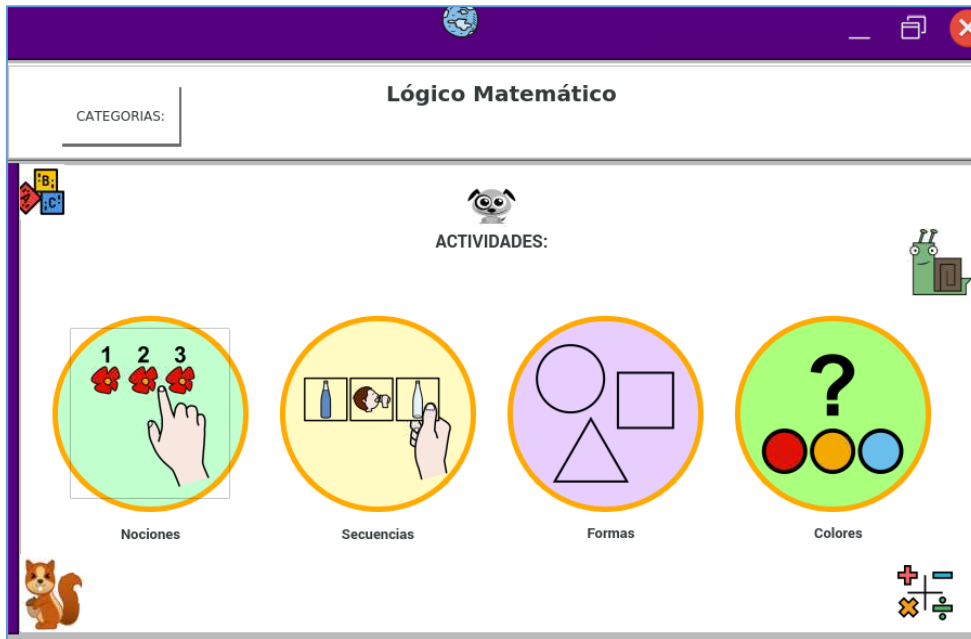 Lógico Matemático
CATEGORIAS:
B
A
C
ACTIVIDADES:
1 2 3
?
Nociones
Secuencias
Formas
Colores